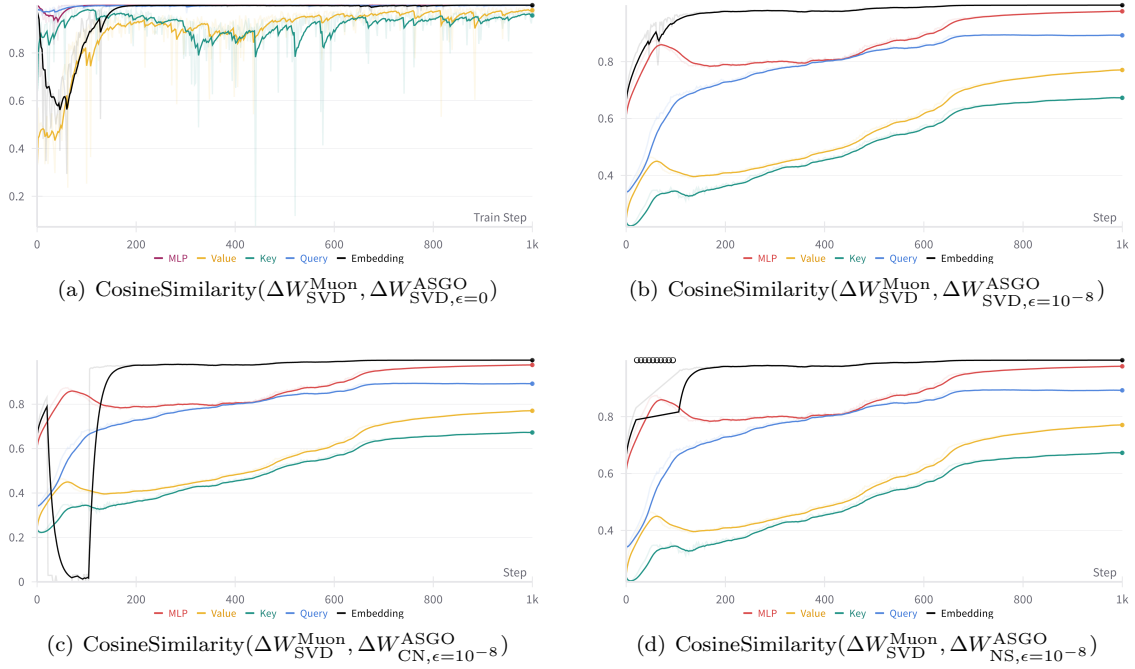 0.8
0.6
0.4
0.2
Train Step
0 200 400 600 800 1k
MLP Value Key Query Embedding
(a) CosineSimilarity(ΔW^Muon_SVD, ΔW^ASGO_SVD,ϵ=0)
0.8
0.6
0.4
Step
0 200 400 600 800 1k
MLP Value Key Query Embedding
(b) CosineSimilarity(ΔW^Muon_SVD, ΔW^ASGO_SVD,ϵ=10^−8)
0.8
0.6
0.4
0.2
0
Step
0 200 400 600 800 1k
MLP Value Key Query Embedding
(c) CosineSimilarity(ΔW^Muon_SVD, ΔW^ASGO_CN,ϵ=10^−8)
0.8
0.6
0.4
Step
0 200 400 600 800 1k
MLP Value Key Query Embedding
(d) CosineSimilarity(ΔW^Muon_SVD, ΔW^ASGO_NS,ϵ=10^−8)